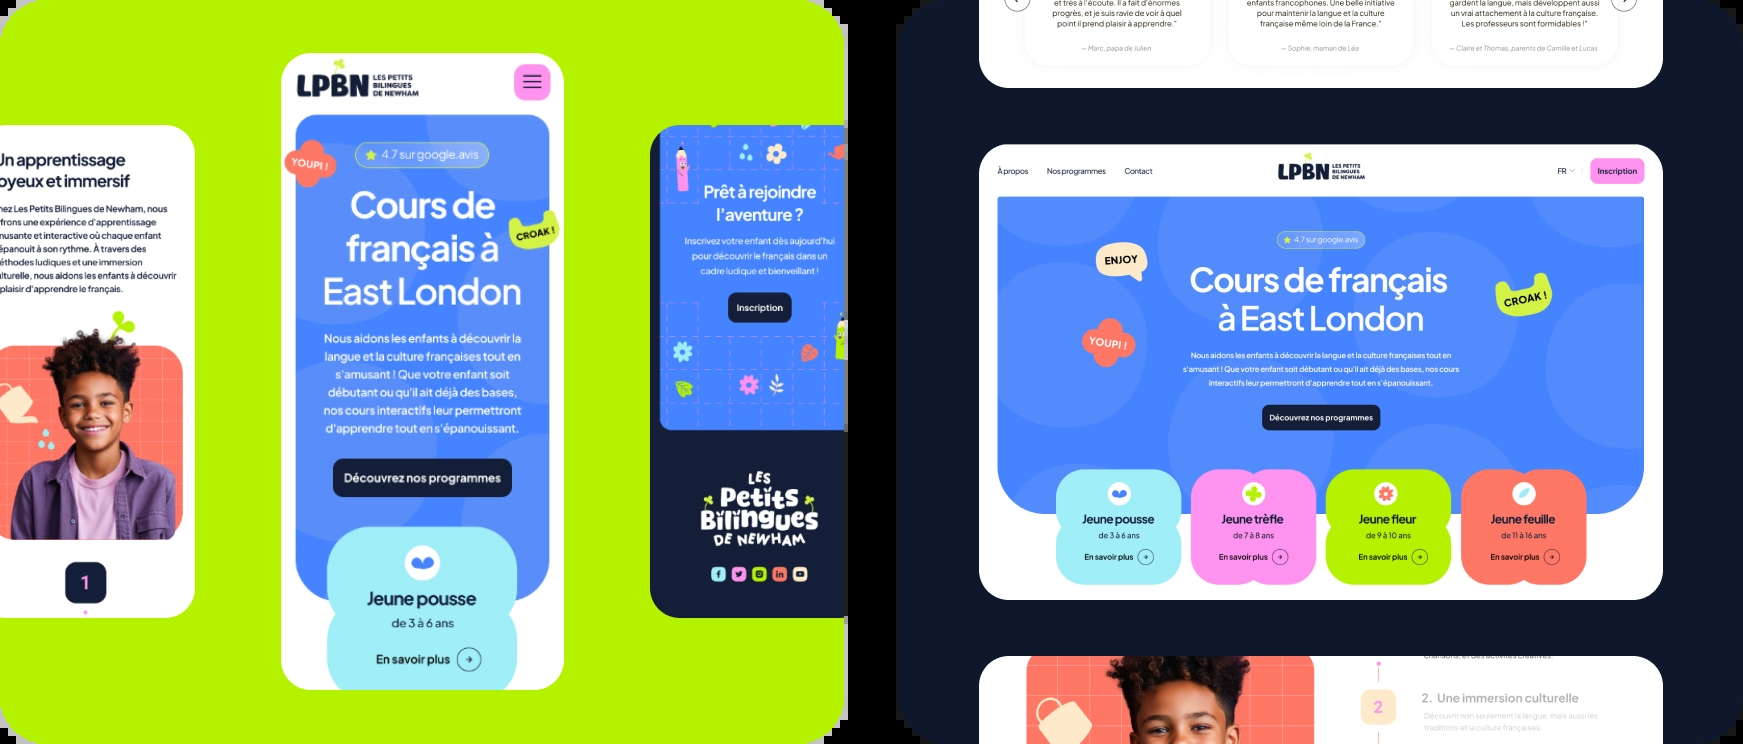 Un apprentissage
joyeux et immersif
Chez Les Petits Bilingues de Newham, nous
offrons une expérience d'apprentissage
amusante et interactive où chaque enfant
s'épanouit à son rythme. À travers des
méthodes ludiques et une immersion
culturelle, nous aidons les enfants à découvrir
plaisir d'apprendre le français.
1
LPBN LES PETITS
BILINGUES
DE NEWHAM
YOUPI !
4.7 sur google.avis
Cours de
français à
East London
CROAK !
Nous aidons les enfants à découvrir la
langue et la culture françaises tout en
s'amusant ! Que votre enfant soit
débutant ou qu'il ait déjà des bases,
nos cours interactifs leur permettront
d'apprendre tout en s'épanouissant.
Découvrez nos programmes
Jeune pousse
de 3 à 6 ans
En savoir plus
Prêt à rejoindre
l'aventure ?
Inscrivez votre enfant dès aujourd'hui
pour découvrir le français dans un
cadre ludique et bienveillant !
Inscription
LES
Petits
Bilingues
DE NEWHAM
et très à l'écoute. Il a fait d'énormes
progrès, et je suis ravie de voir à quel
point il prend plaisir à apprendre."
— Marc, papa de Julien
enfants francophones. Une belle initiative
pour maintenir la langue et la culture
française même loin de la France."
— Sophie, maman de Léa
gardent la langue, mais développent aussi
un vrai attachement à la culture française.
Les professeurs sont formidables !"
— Claire et Thomas, parents de Camille et Lucas
À propos Nos programmes Contact
LPBN LES PETITS
BILINGUES
DE NEWHAM
FR Inscription
4.7 sur google.avis
ENJOY
Cours de français
à East London
CROAK !
YOUPI !
Nous aidons les enfants à découvrir la langue et la culture françaises tout en
s'amusant ! Que votre enfant soit débutant ou qu'il ait déjà des bases, nos cours
interactifs leur permettront d'apprendre tout en s'épanouissant.
Découvrez nos programmes
Jeune pousse
de 3 à 6 ans
En savoir plus
Jeune trèfle
de 7 à 8 ans
En savoir plus
Jeune fleur
de 9 à 10 ans
En savoir plus
Jeune feuille
de 11 à 16 ans
En savoir plus
chansons, et des activités créatives.
2
2. Une immersion culturelle
Découvrir non seulement la langue, mais aussi les
traditions et la culture françaises.